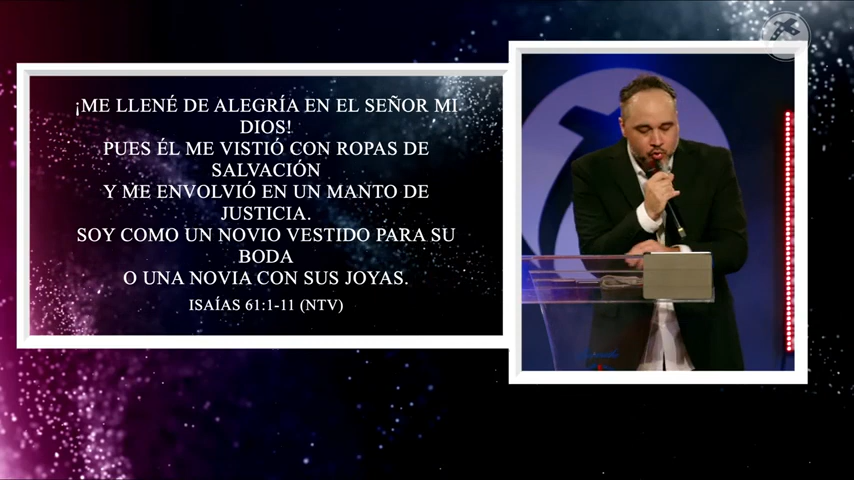 ¡ME LLENÉ DE ALEGRÍA EN EL SEÑOR MI
DIOS!
PUES ÉL ME VISTIÓ CON ROPAS DE
SALVACIÓN
Y ME ENVOLVIÓ EN UN MANTO DE
JUSTICIA.
SOY COMO UN NOVIO VESTIDO PARA SU
BODA
O UNA NOVIA CON SUS JOYAS.
ISAÍAS 61:1-11 (NTV)